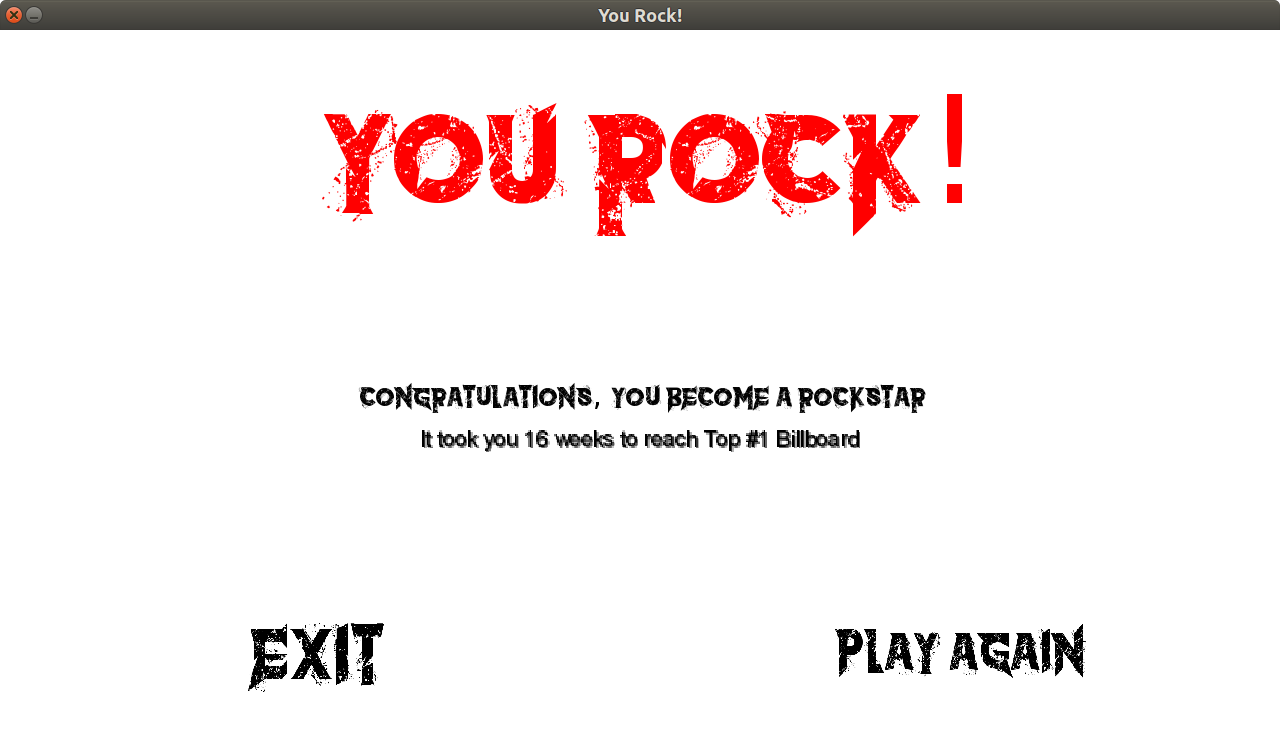 You Rock!
YOU ROCK!
CONGRATULATIONS, YOU BECOME A ROCKSTAR
It took you 16 weeks to reach Top #1 Billboard
EXIT
PLAY AGAIN